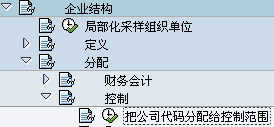 企业结构
局部化采样组织单位
定义
分配
财务会计
控制
把公司代码分配给控制范围